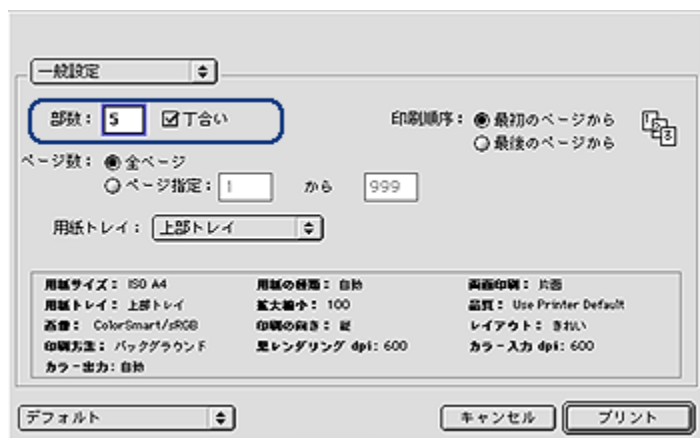 一般設定
部数： 5 丁合い
印刷順序： 最初のページから
最後のページから
ページ数： 全ページ
ページ指定： 1 から 999
用紙トレイ： 上部トレイ
用紙サイズ： ISO A4 用紙の種類： 自動 両面印刷： 片面
用紙トレイ： 上部トレイ 拡大縮小： 100 品質： Use Printer Default
画像： ColorSmart/sRGB 印刷の向き： 縦 レイアウト： きれい
印刷方法： バックグラウンド 黒レンダリング dpi: 600 カラー入力 dpi: 600
カラー出力: 自動
デフォルト キャンセル プリント